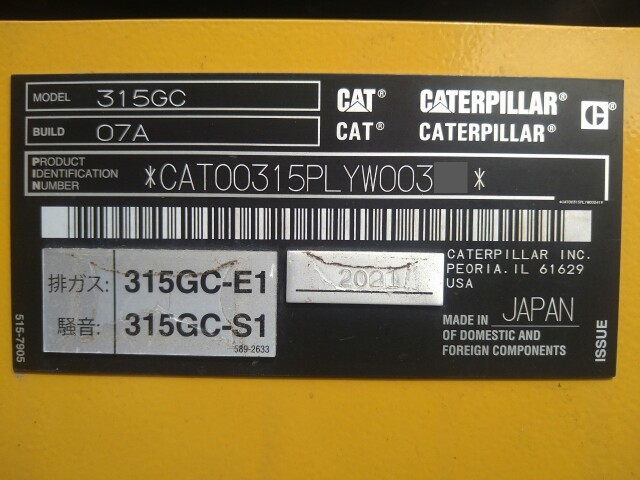 MODEL 315GC
CAT® CATERPILLAR®
BUILD 07A
CAT® CATERPILLAR®
C
PRODUCT IDENTIFICATION NUMBER *CAT00315PLYW003 *
排ガス: 315GC-E1
騒音: 315GC-S1
589-2633
2021
CATERPILLAR INC.
PEORIA. IL 61629
USA
MADE IN JAPAN
OF DOMESTIC AND
FOREIGN COMPONENTS
ISSUE
515-7905